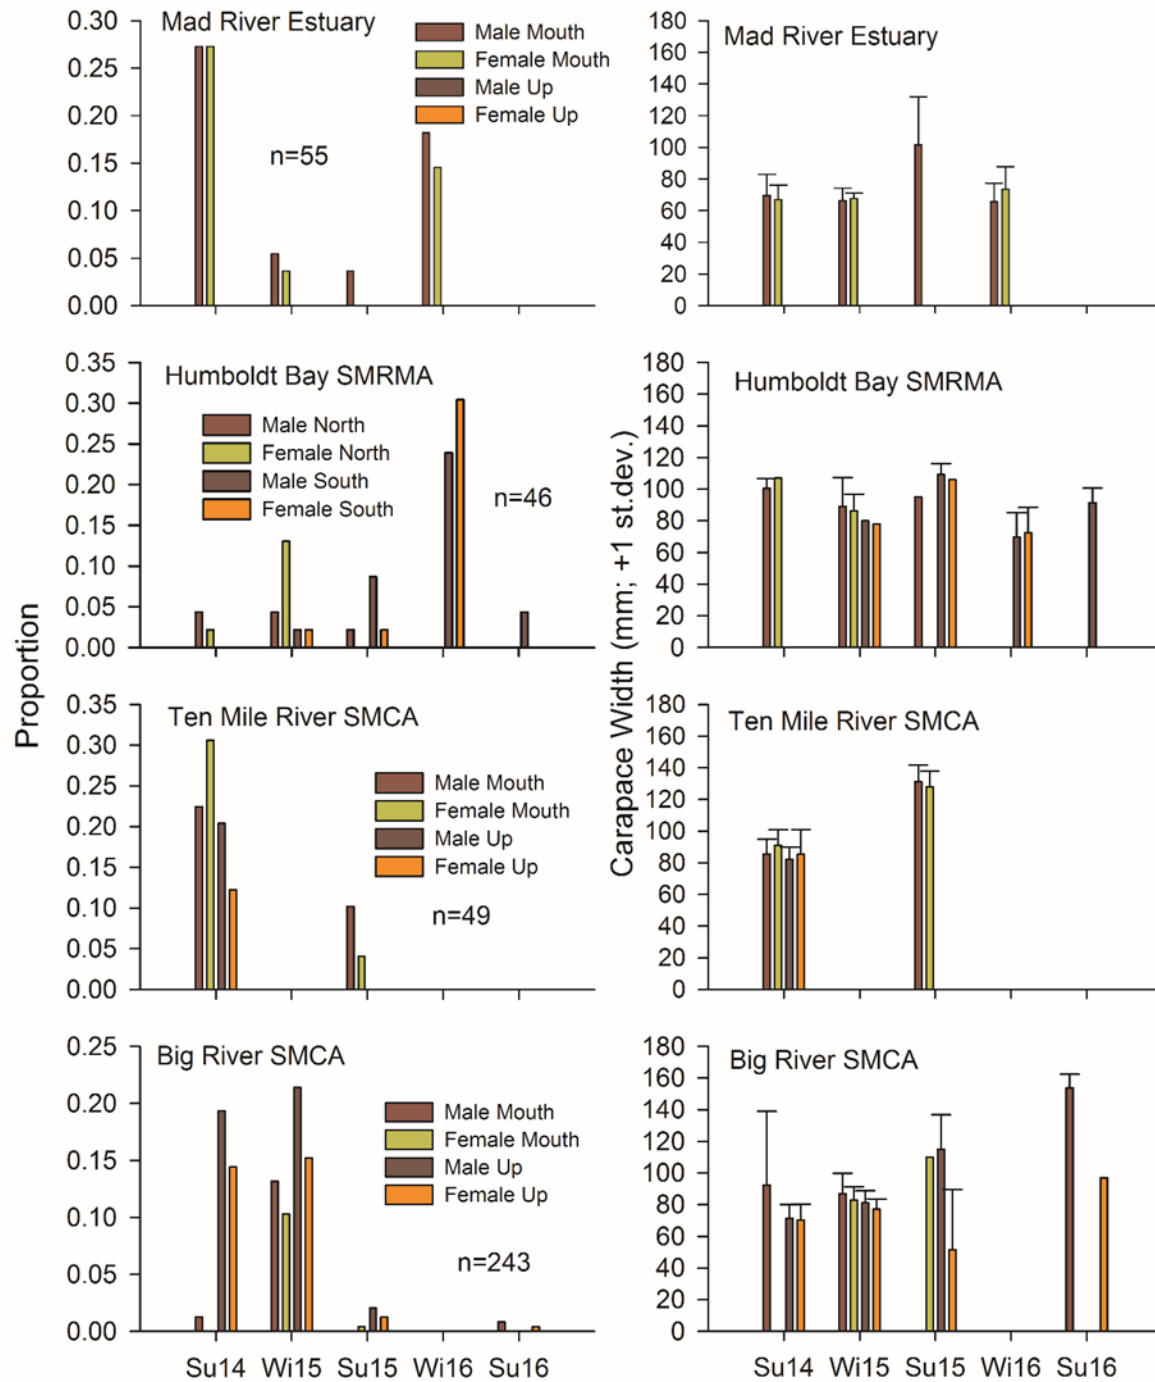 Mad River Estuary
0.30
0.25
0.20
0.15
0.10
0.05
0.00
Male Mouth
Female Mouth
Male Up
Female Up
n=55
Mad River Estuary
180
160
140
120
100
80
60
40
20
0
Humboldt Bay SMRMA
0.35
0.30
0.25
0.20
0.15
0.10
0.05
0.00
Male North
Female North
Male South
Female South
n=46
Humboldt Bay SMRMA
180
160
140
120
100
80
60
40
20
0
Proportion
Carapace Width (mm; +1 st.dev.)
Ten Mile River SMCA
0.35
0.30
0.25
0.20
0.15
0.10
0.05
0.00
Male Mouth
Female Mouth
Male Up
Female Up
n=49
Ten Mile River SMCA
180
160
140
120
100
80
60
40
20
0
Big River SMCA
0.25
0.20
0.15
0.10
0.05
0.00
Male Mouth
Female Mouth
Male Up
Female Up
n=243
Su14 Wi15 Su15 Wi16 Su16
Big River SMCA
180
160
140
120
100
80
60
40
20
0
Su14 Wi15 Su15 Wi16 Su16